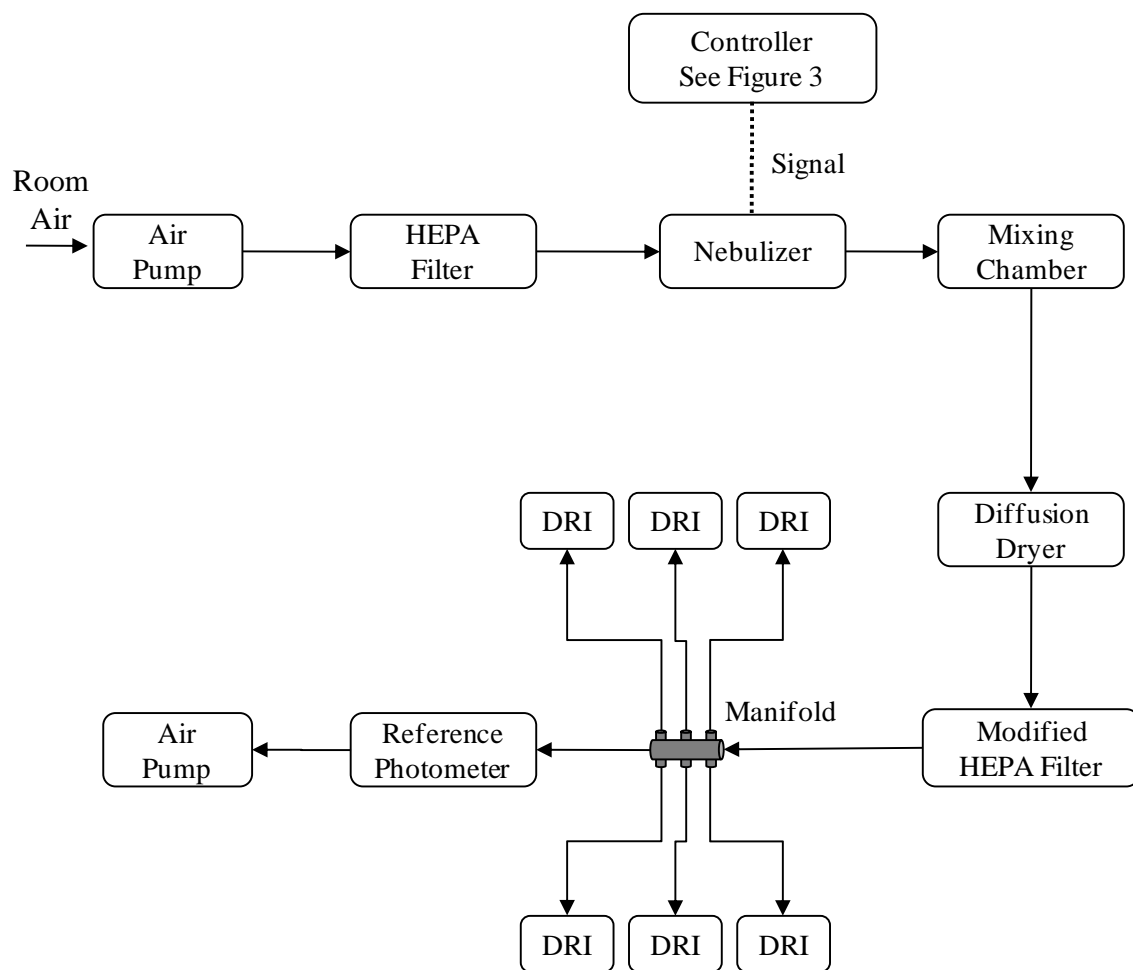 Controller
See Figure 3
Signal
Room
Air
Air
Pump
HEPA
Filter
Nebulizer
Mixing
Chamber
DRI
DRI
DRI
Diffusion
Dryer
Manifold
Air
Pump
Reference
Photometer
Modified
HEPA Filter
DRI
DRI
DRI